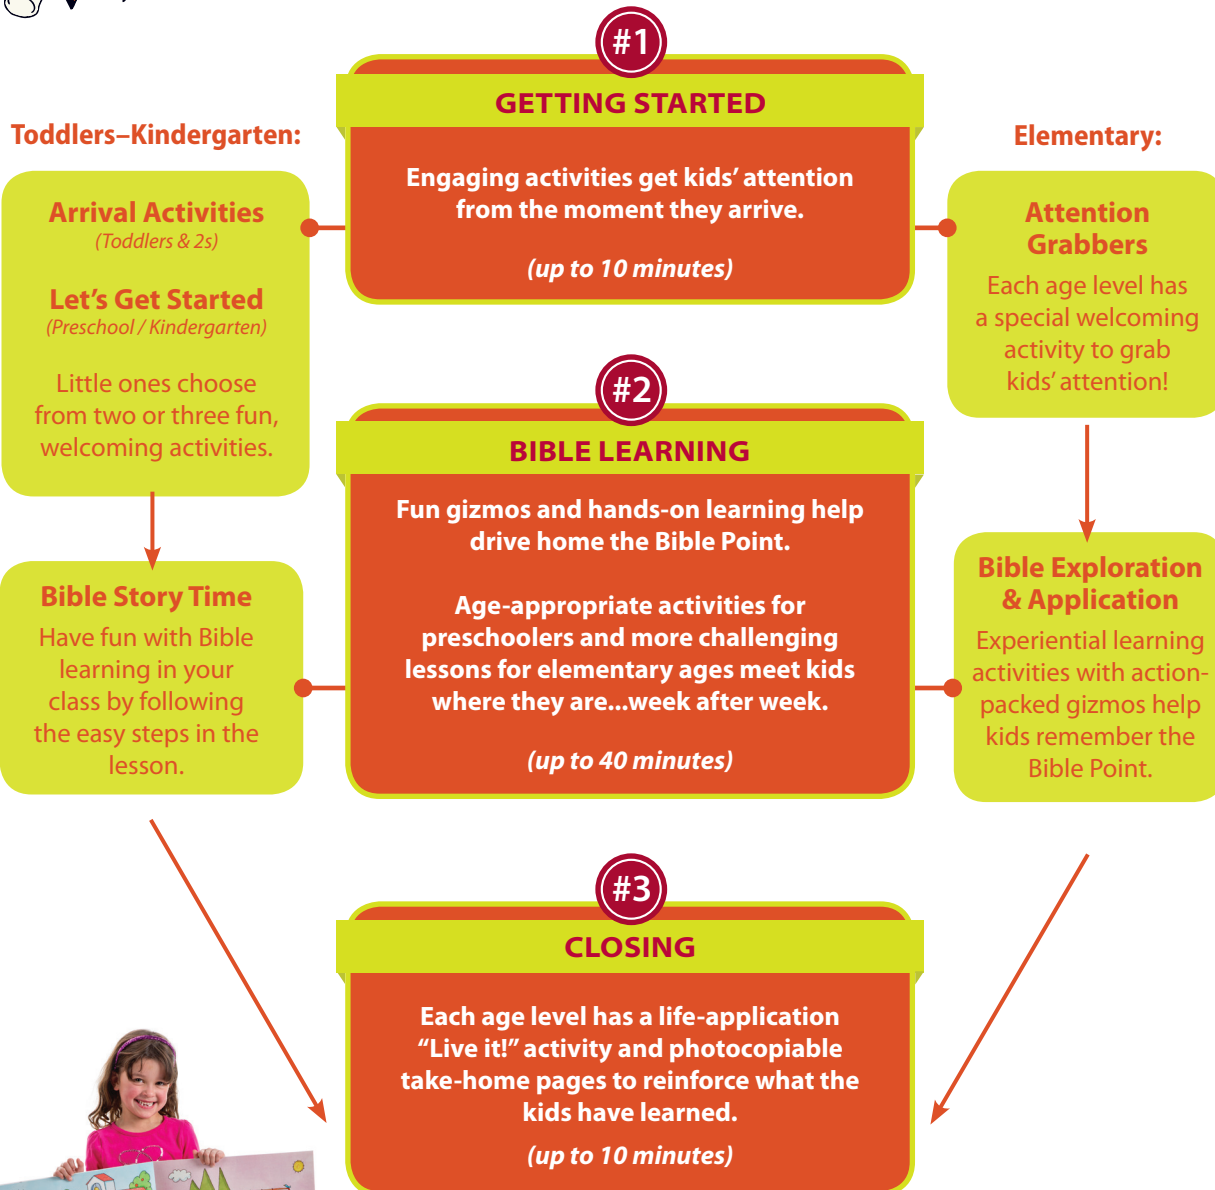 #1
GETTING STARTED
Engaging activities get kids’ attention
from the moment they arrive.
(up to 10 minutes)
Toddlers–Kindergarten:
Arrival Activities
(Toddlers & 2s)
Let’s Get Started
(Preschool / Kindergarten)
Little ones choose
from two or three fun,
welcoming activities.
Elementary:
Attention
Grabbers
Each age level has
a special welcoming
activity to grab
kids’ attention!
#2
BIBLE LEARNING
Fun gizmos and hands-on learning help
drive home the Bible Point.
Age-appropriate activities for
preschoolers and more challenging
lessons for elementary ages meet kids
where they are...week after week.
(up to 40 minutes)
Bible Story Time
Have fun with Bible
learning in your
class by following
the easy steps in the
lesson.
Bible Exploration
& Application
Experiential learning
activities with action-
packed gizmos help
kids remember the
Bible Point.
#3
CLOSING
Each age level has a life-application
“Live it!” activity and photocopiable
take-home pages to reinforce what the
kids have learned.
(up to 10 minutes)